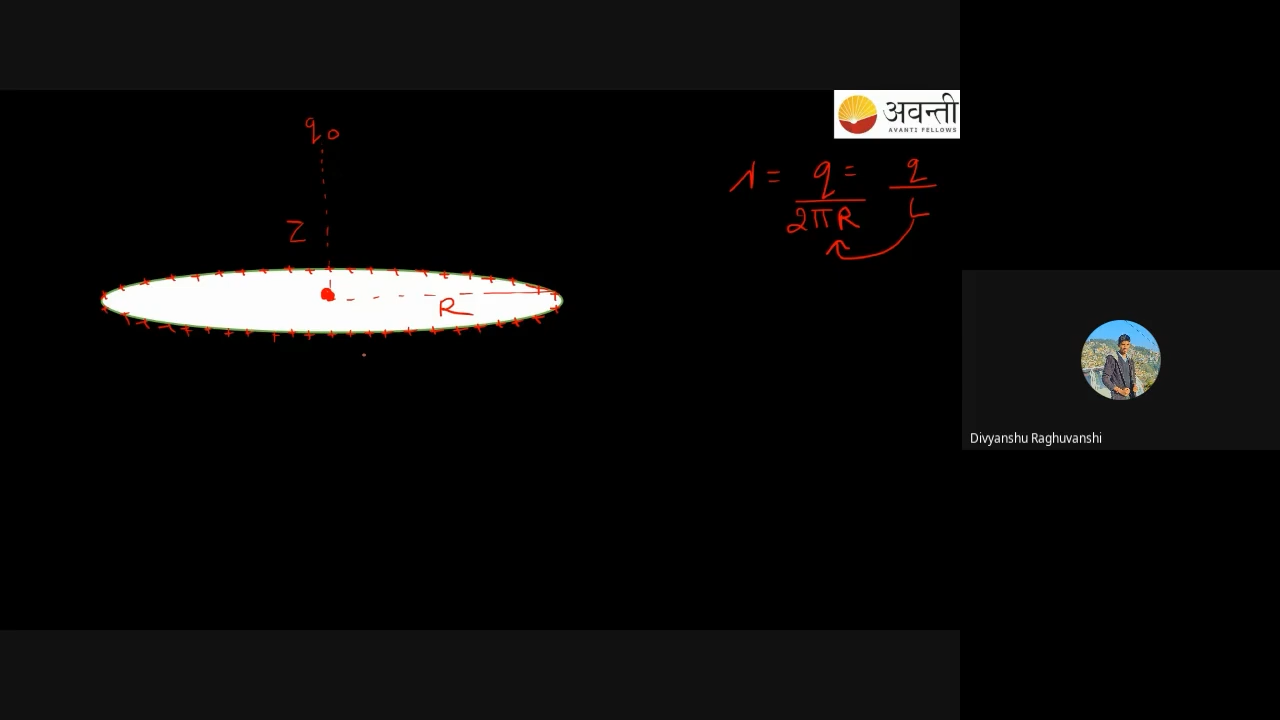 अवन्ती
AVANTI FELLOWS
q₀
λ = q/2πR = q/L
Z
R
Divyanshu Raghuvanshi